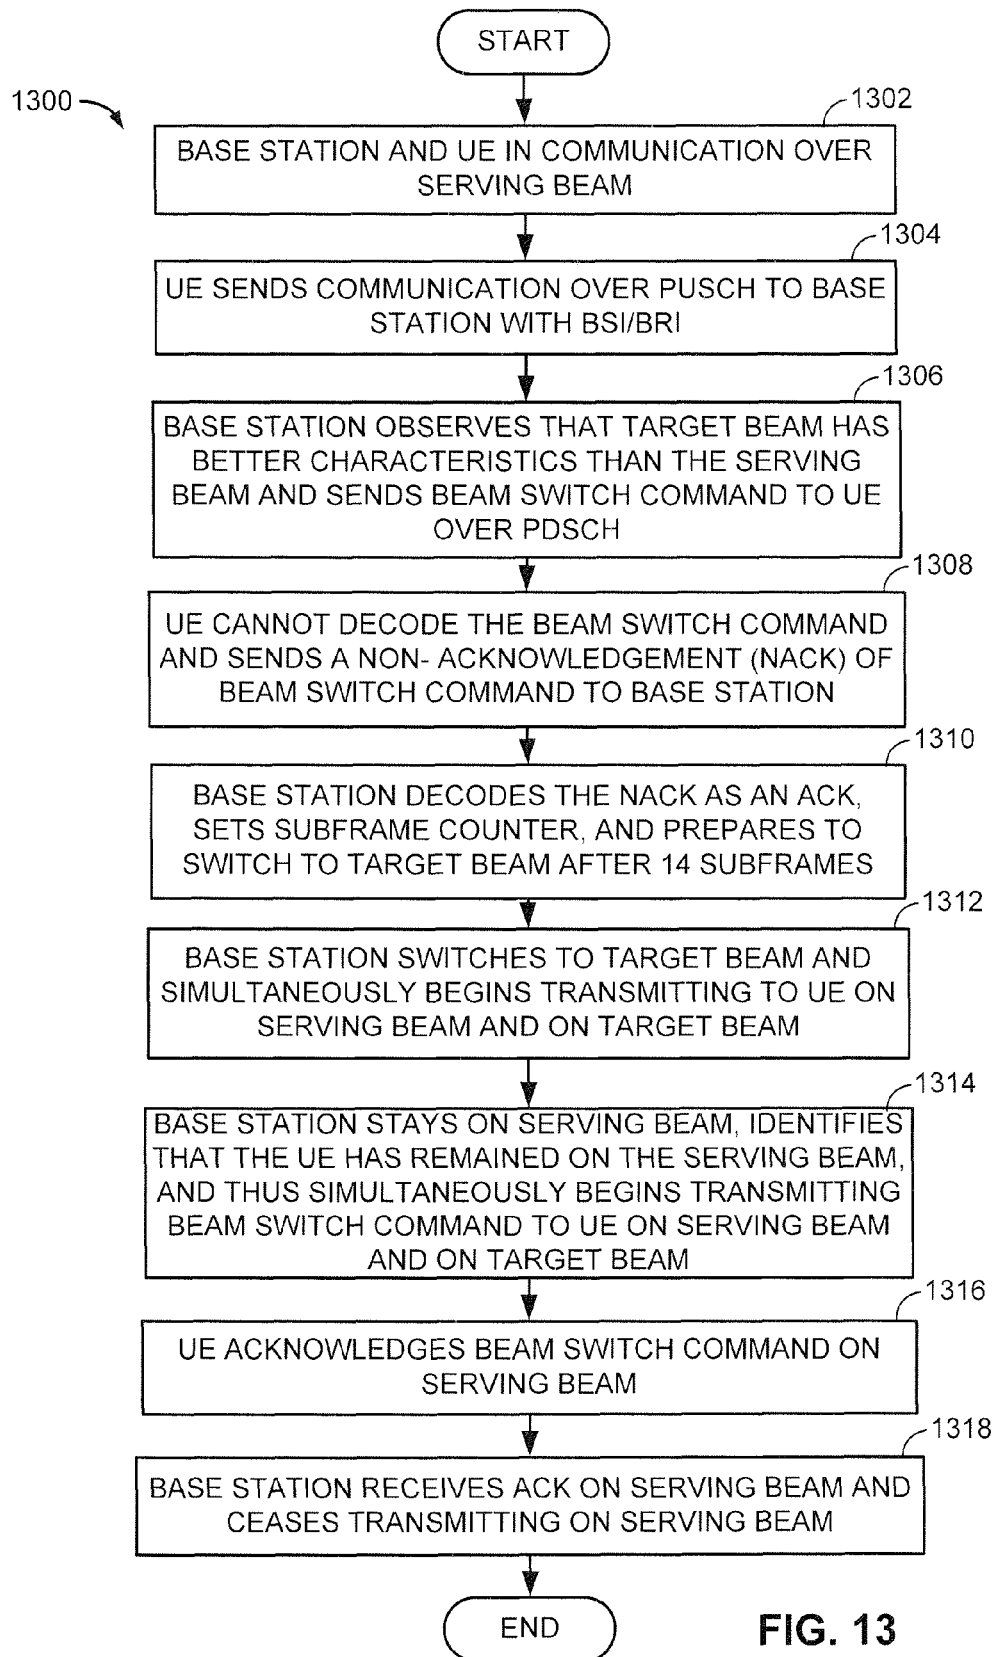 START
1300
1302
BASE STATION AND UE IN COMMUNICATION OVER
SERVING BEAM
1304
UE SENDS COMMUNICATION OVER PUSCH TO BASE
STATION WITH BSI/BRI
1306
BASE STATION OBSERVES THAT TARGET BEAM HAS
BETTER CHARACTERISTICS THAN THE SERVING
BEAM AND SENDS BEAM SWITCH COMMAND TO UE
OVER PDSCH
1308
UE CANNOT DECODE THE BEAM SWITCH COMMAND
AND SENDS A NON- ACKNOWLEDGEMENT (NACK) OF
BEAM SWITCH COMMAND TO BASE STATION
1310
BASE STATION DECODES THE NACK AS AN ACK,
SETS SUBFRAME COUNTER, AND PREPARES TO
SWITCH TO TARGET BEAM AFTER 14 SUBFRAMES
1312
BASE STATION SWITCHES TO TARGET BEAM AND
SIMULTANEOUSLY BEGINS TRANSMITTING TO UE ON
SERVING BEAM AND ON TARGET BEAM
1314
BASE STATION STAYS ON SERVING BEAM, IDENTIFIES
THAT THE UE HAS REMAINED ON THE SERVING BEAM,
AND THUS SIMULTANEOUSLY BEGINS TRANSMITTING
BEAM SWITCH COMMAND TO UE ON SERVING BEAM
AND ON TARGET BEAM
1316
UE ACKNOWLEDGES BEAM SWITCH COMMAND ON
SERVING BEAM
1318
BASE STATION RECEIVES ACK ON SERVING BEAM AND
CEASES TRANSMITTING ON SERVING BEAM
END
FIG. 13